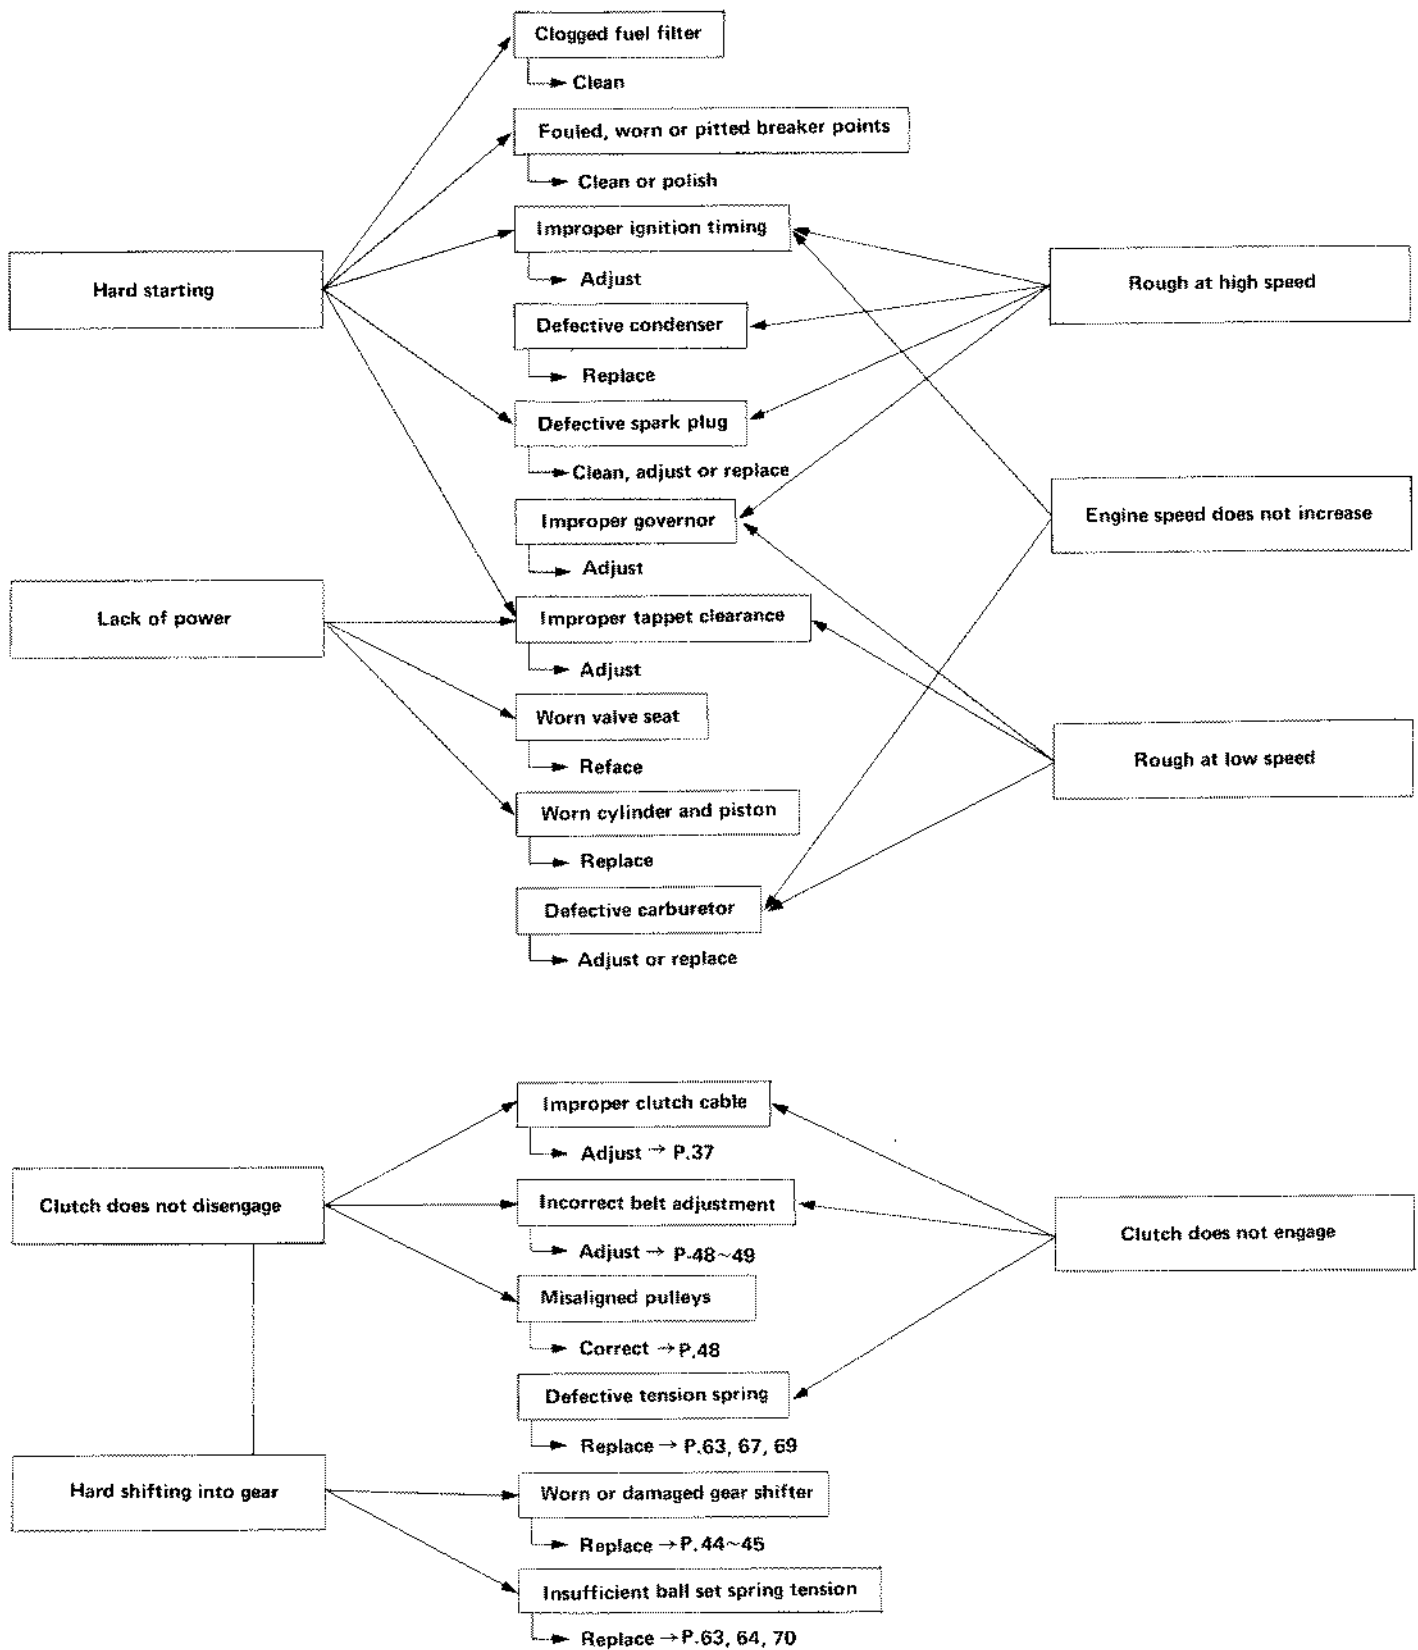 Clogged fuel filter
Clean
Fouled, worn or pitted breaker points
Clean or polish
Improper ignition timing
Adjust
Hard starting
Rough at high speed
Defective condenser
Replace
Defective spark plug
Clean, adjust or replace
Improper governor
Adjust
Engine speed does not increase
Lack of power
Improper tappet clearance
Adjust
Worn valve seat
Reface
Rough at low speed
Worn cylinder and piston
Replace
Defective carburetor
Adjust or replace
Improper clutch cable
Adjust → P.37
Clutch does not disengage
Incorrect belt adjustment
Adjust → P.48~49
Clutch does not engage
Misaligned pulleys
Correct → P.48
Defective tension spring
Replace → P.63, 67, 69
Hard shifting into gear
Worn or damaged gear shifter
Replace → P.44~45
Insufficient ball set spring tension
Replace → P.63, 64, 70